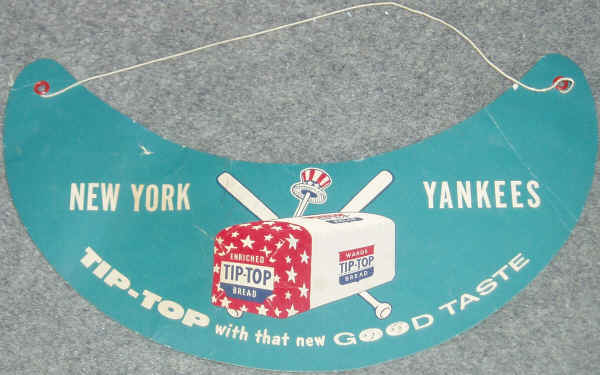 NEW YORK YANKEES
ENRICHED
TIP-TOP
BREAD
WARDS
TIP-TOP
BREAD
TIP-TOP with that new GOOD TASTE